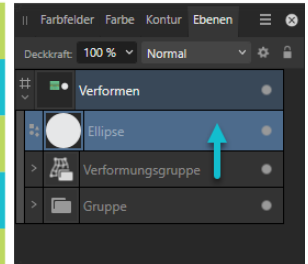 Farbfelder Farbe Kontur Ebenen
Deckkraft: 100 % Normal
Verformen
Ellipse
Verformungsgruppe
Gruppe